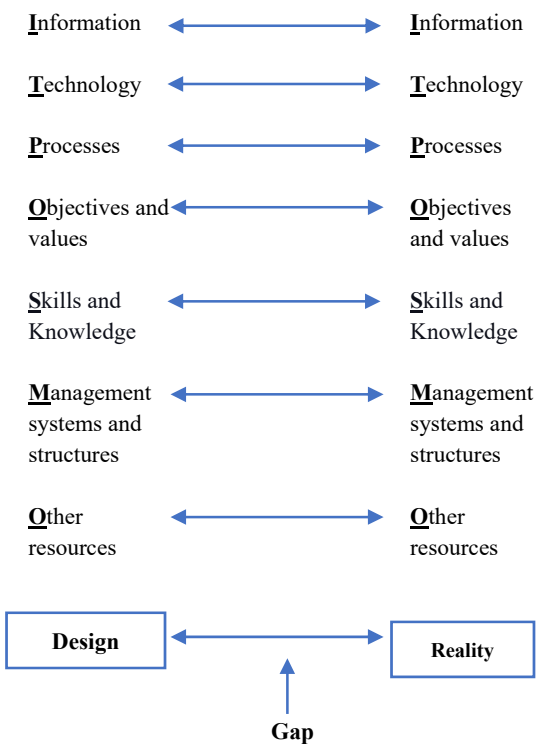 Information Information
Technology Technology
Processes Processes
Objectives and Objectives
values and values
Skills and Skills and
Knowledge Knowledge
Management Management
systems and systems and
structures structures
Other Other
resources resources
Design Reality
Gap